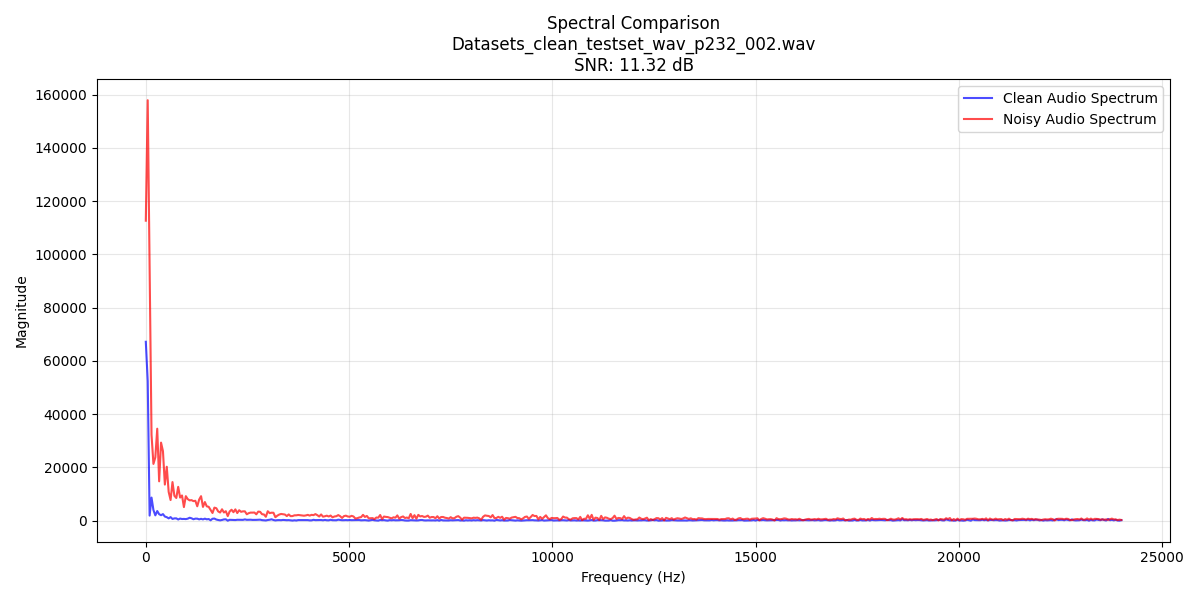 Spectral Comparison
Datasets_clean_testset_wav_p232_002.wav
SNR: 11.32 dB
Clean Audio Spectrum
Noisy Audio Spectrum
Magnitude
160000
140000
120000
100000
80000
60000
40000
20000
0
0 5000 10000 15000 20000 25000
Frequency (Hz)